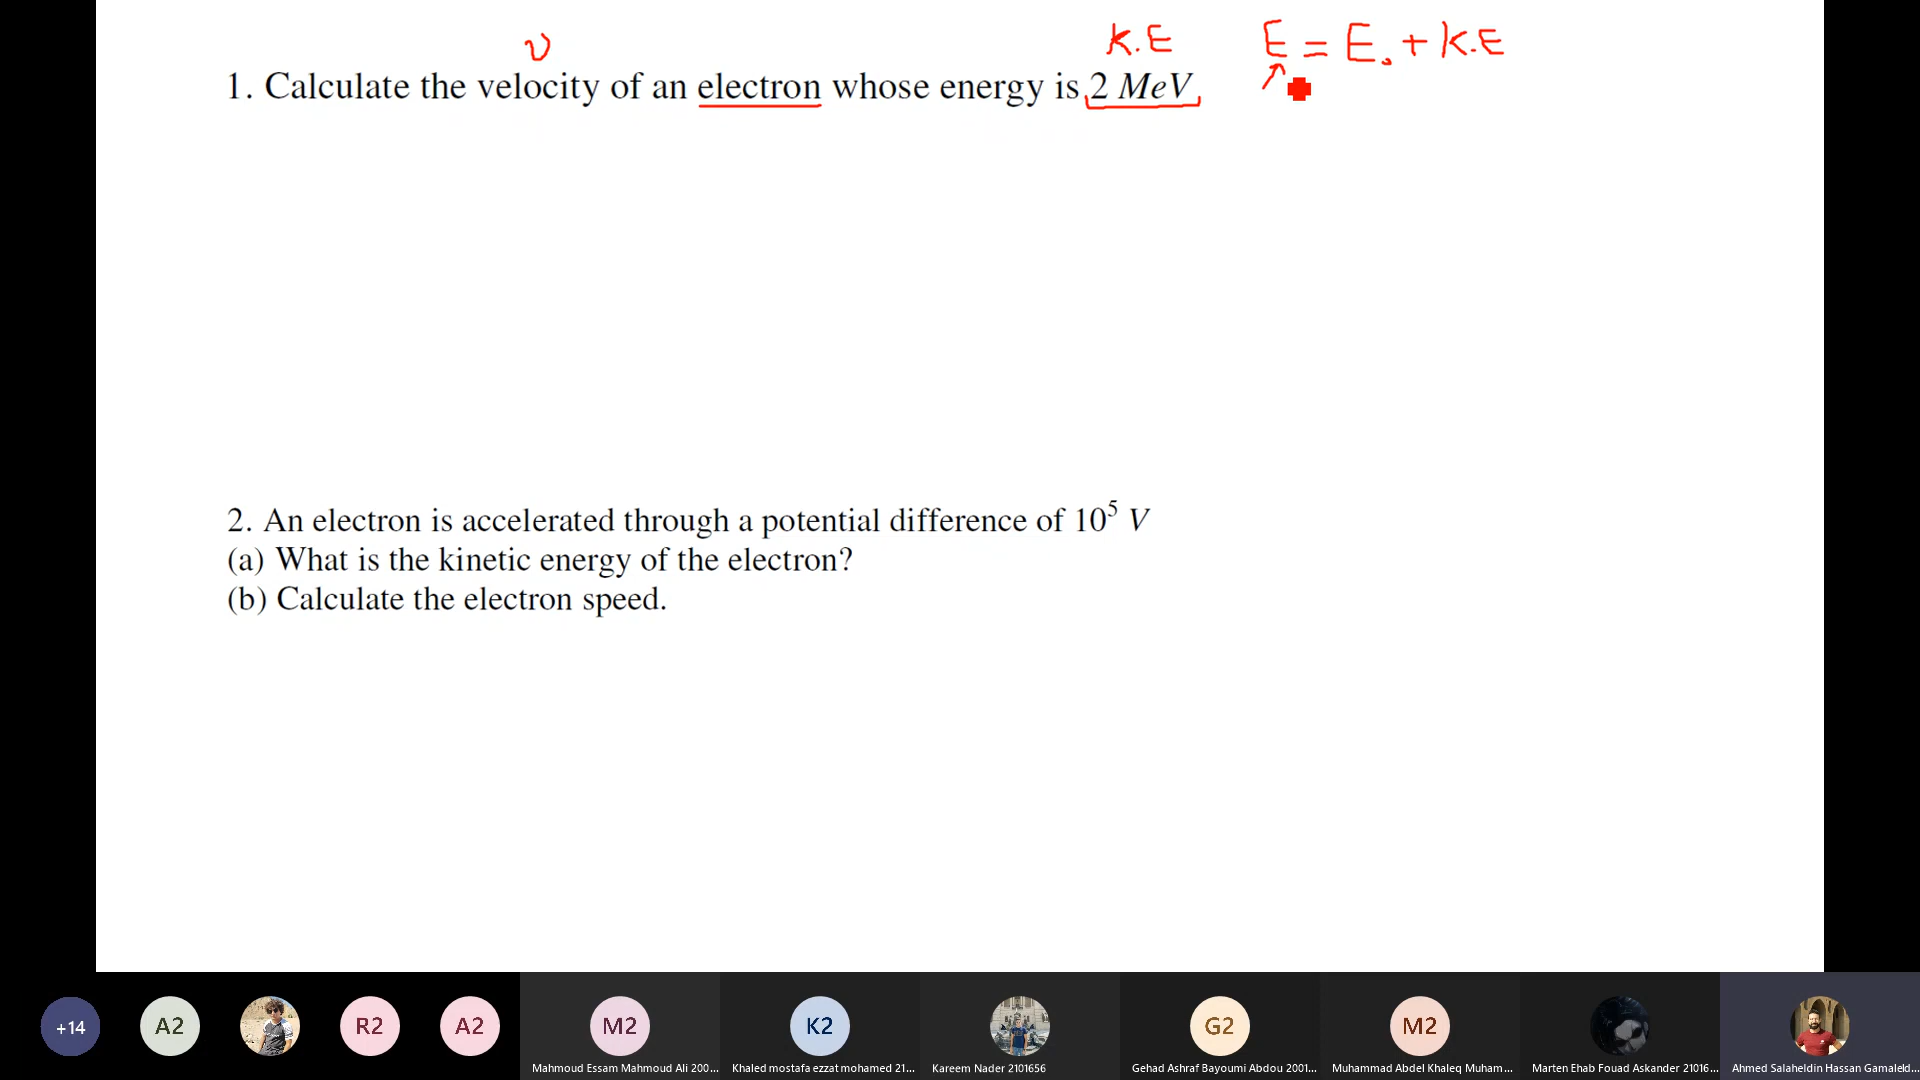 υ K.E E = E₀ + K.E
1. Calculate the velocity of an electron whose energy is 2 MeV
2. An electron is accelerated through a potential difference of 10⁵ V
(a) What is the kinetic energy of the electron?
(b) Calculate the electron speed.
+14 A2 R2 A2 M2 K2 G2 M2
Mahmoud Essam Mahmoud Ali 200... Khaled mostafa ezzat mohamed 21... Kareem Nader 2101656 Gehad Ashraf Bayoumi Abdou 2001... Muhammad Abdel Khaleq Muham... Marten Ehab Fouad Askander 21016... Ahmed Salaheldin Hassan Gamaleld...